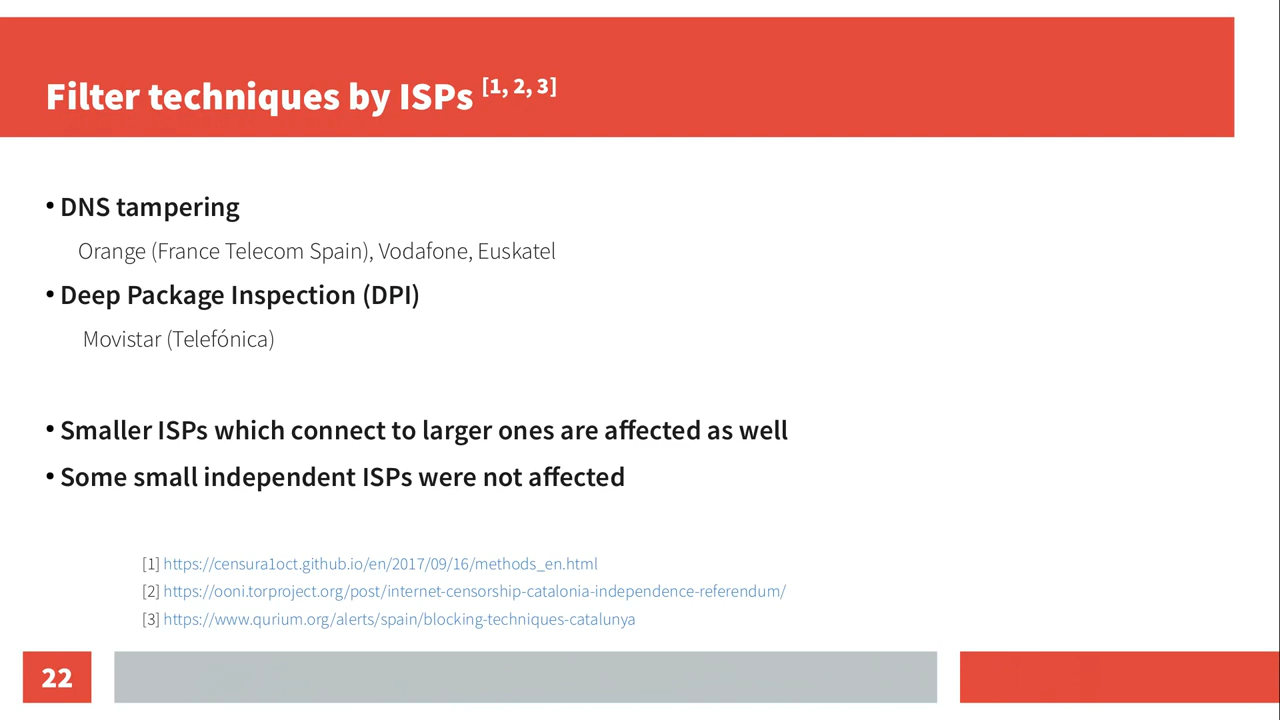 Filter techniques by ISPs [1, 2, 3]
• DNS tampering
Orange (France Telecom Spain), Vodafone, Euskatel
• Deep Package Inspection (DPI)
Movistar (Telefónica)
• Smaller ISPs which connect to larger ones are affected as well
• Some small independent ISPs were not affected
[1] https://censura1oct.github.io/en/2017/09/16/methods_en.html
[2] https://ooni.torproject.org/post/internet-censorship-catalonia-independence-referendum/
[3] https://www.qurium.org/alerts/spain/blocking-techniques-catalunya
22